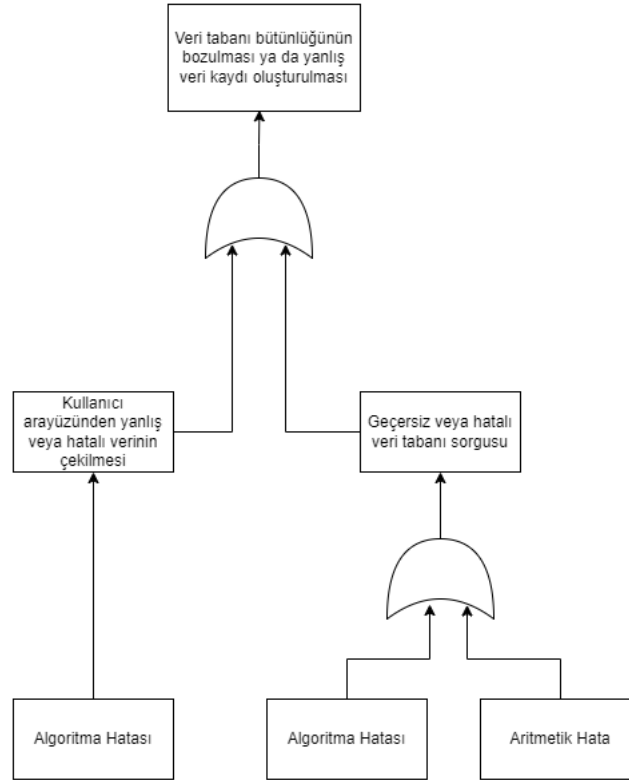 Veri tabanı bütünlüğünün
bozulması ya da yanlış
veri kaydı oluşturulması
Kullanıcı
arayüzünden yanlış
veya hatalı verinin
çekilmesi
Geçersiz veya hatalı
veri tabanı sorgusu
Algoritma Hatası
Algoritma Hatası
Aritmetik Hata